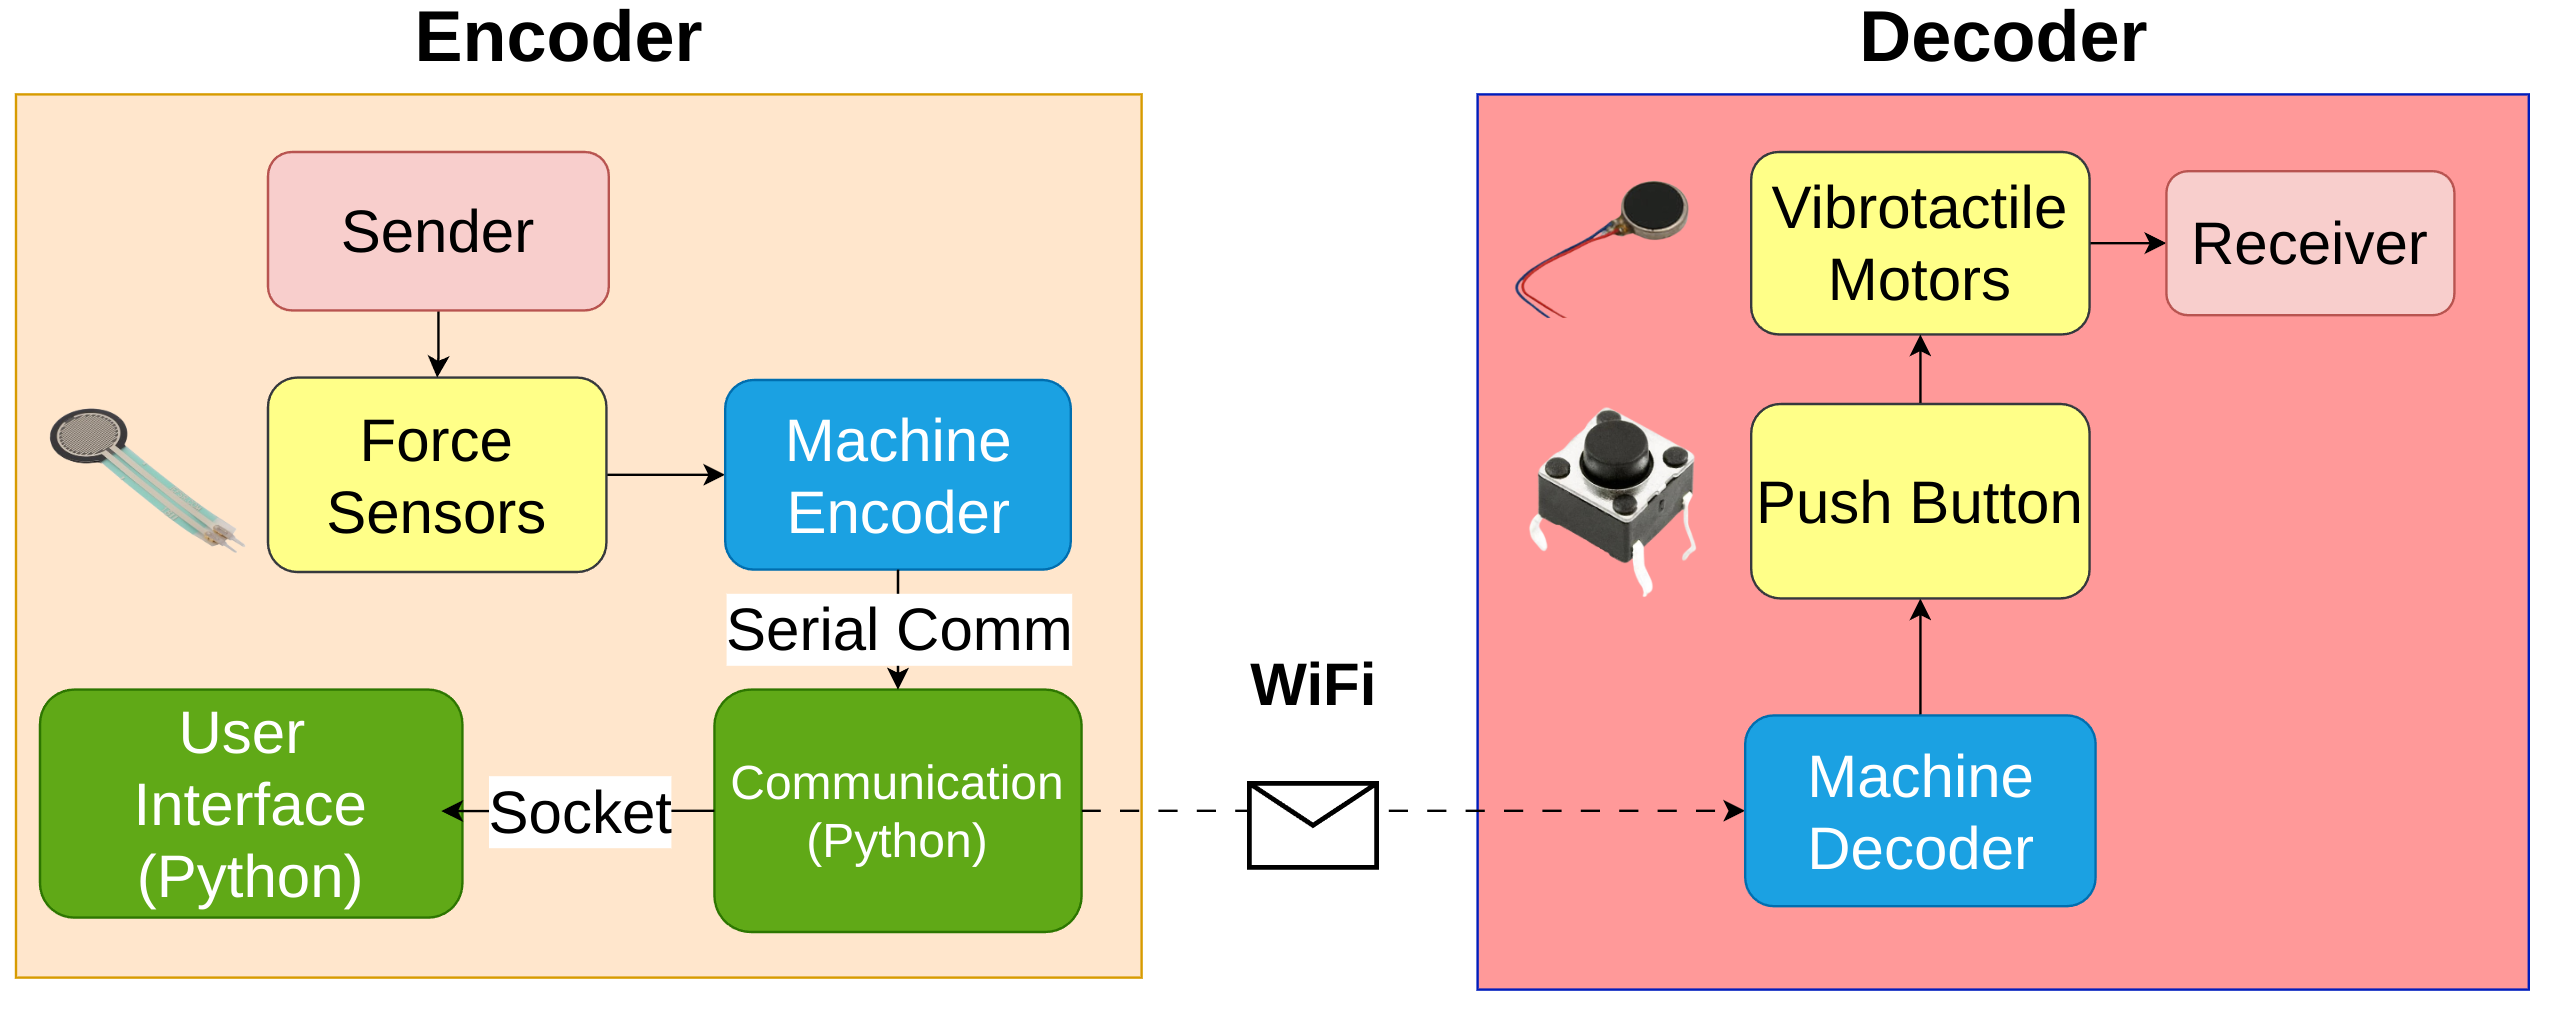 Encoder
Decoder
Sender
Force
Sensors
Machine
Encoder
Serial Comm
User
Interface
(Python)
Socket
Communication
(Python)
WiFi
Vibrotactile
Motors
Receiver
Push Button
Machine
Decoder